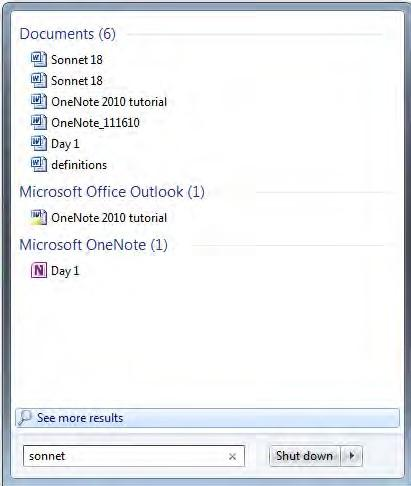 Documents (6)
Sonnet 18
Sonnet 18
OneNote 2010 tutorial
OneNote_111610
Day 1
definitions
Microsoft Office Outlook (1)
OneNote 2010 tutorial
Microsoft OneNote (1)
Day 1
See more results
sonnet
Shut down